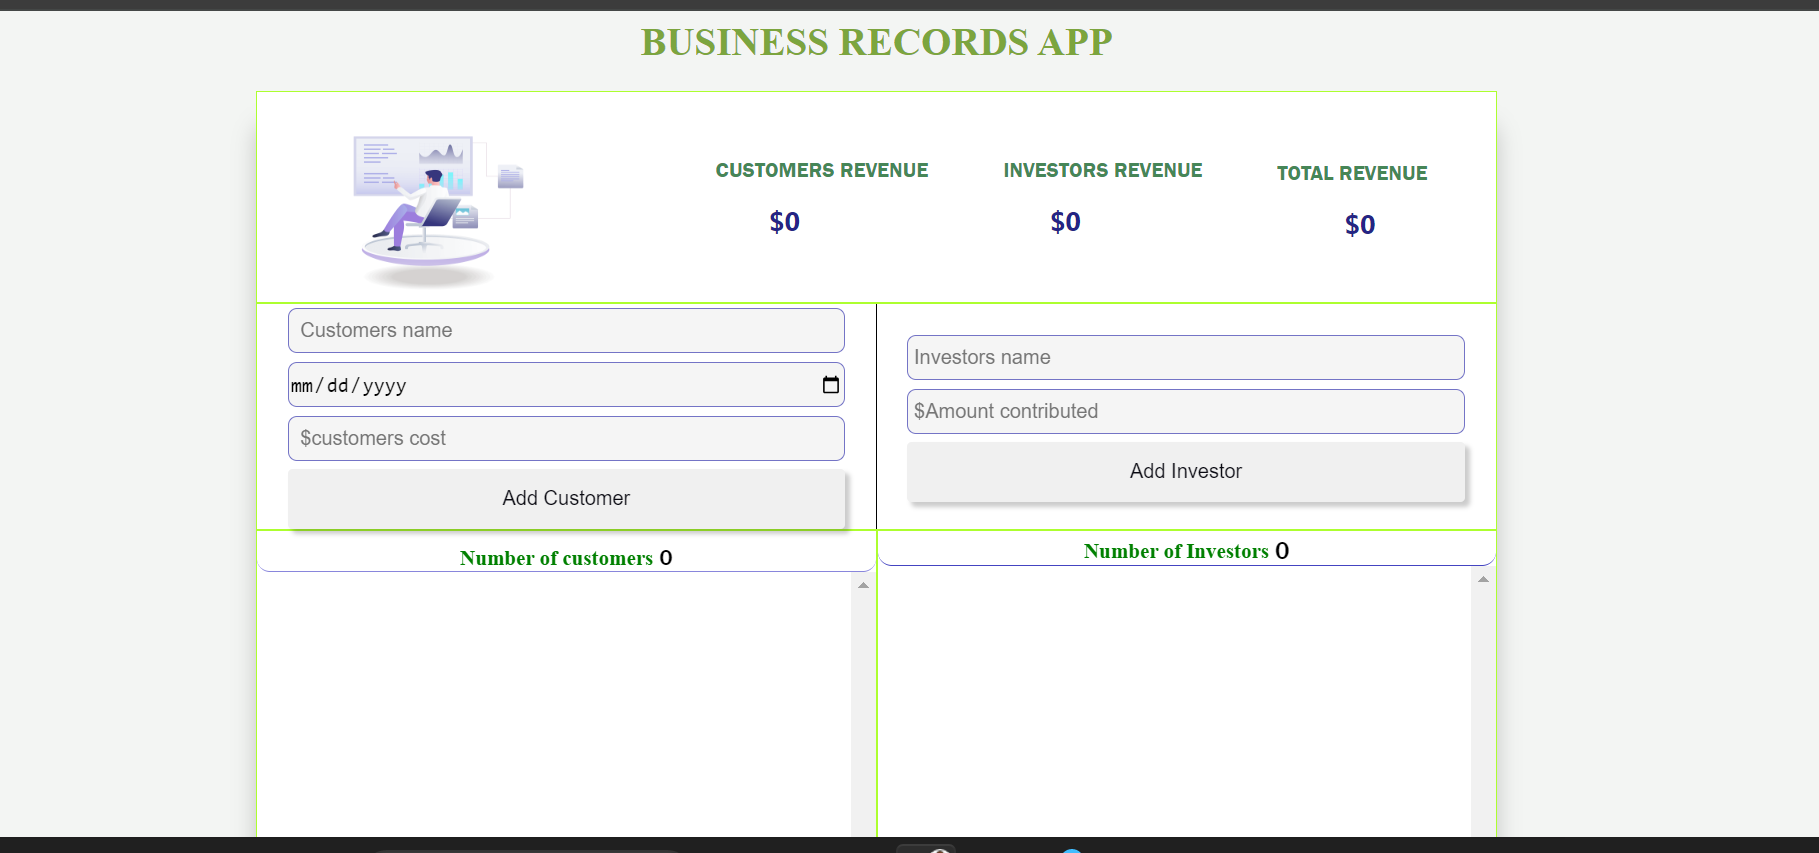 BUSINESS RECORDS APP
CUSTOMERS REVENUE
$0
INVESTORS REVENUE
$0
TOTAL REVENUE
$0
Customers name
mm/dd/yyyy
$customers cost
Add Customer
Investors name
$Amount contributed
Add Investor
Number of customers 0
Number of Investors 0